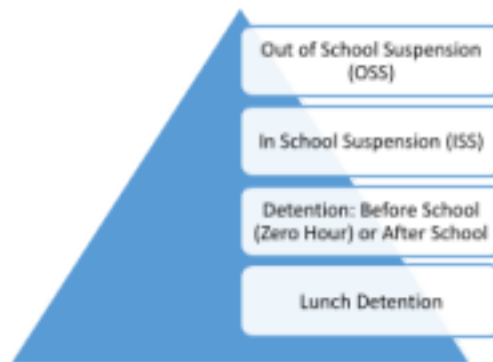 Out of School Suspension
(OSS)
In School Suspension (ISS)
Detention: Before School
(Zero Hour) or After School
Lunch Detention